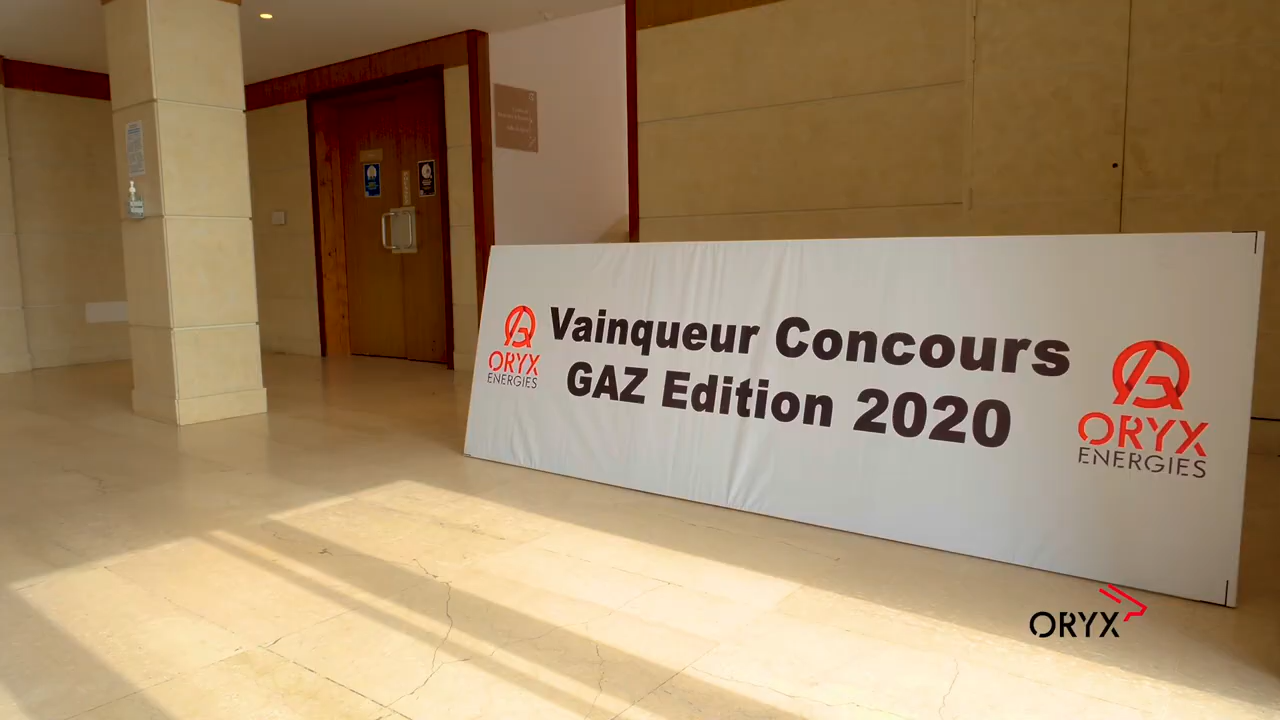 Vainqueur Concours
GAZ Edition 2020
ORYX
ENERGIES
ORYX
ENERGIES
ORYX